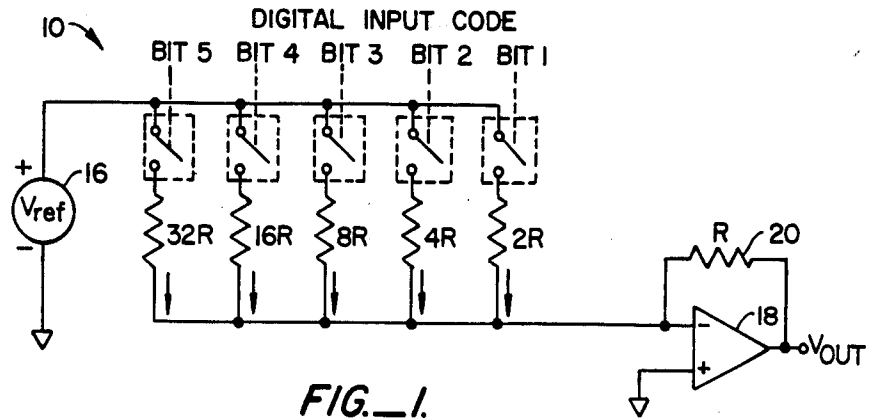 DIGITAL INPUT CODE
10
BIT 5 BIT 4 BIT 3 BIT 2 BIT 1
+
16
Vref
-
32R 16R 8R 4R 2R
R 20
-
18
+
VOUT
FIG._1.